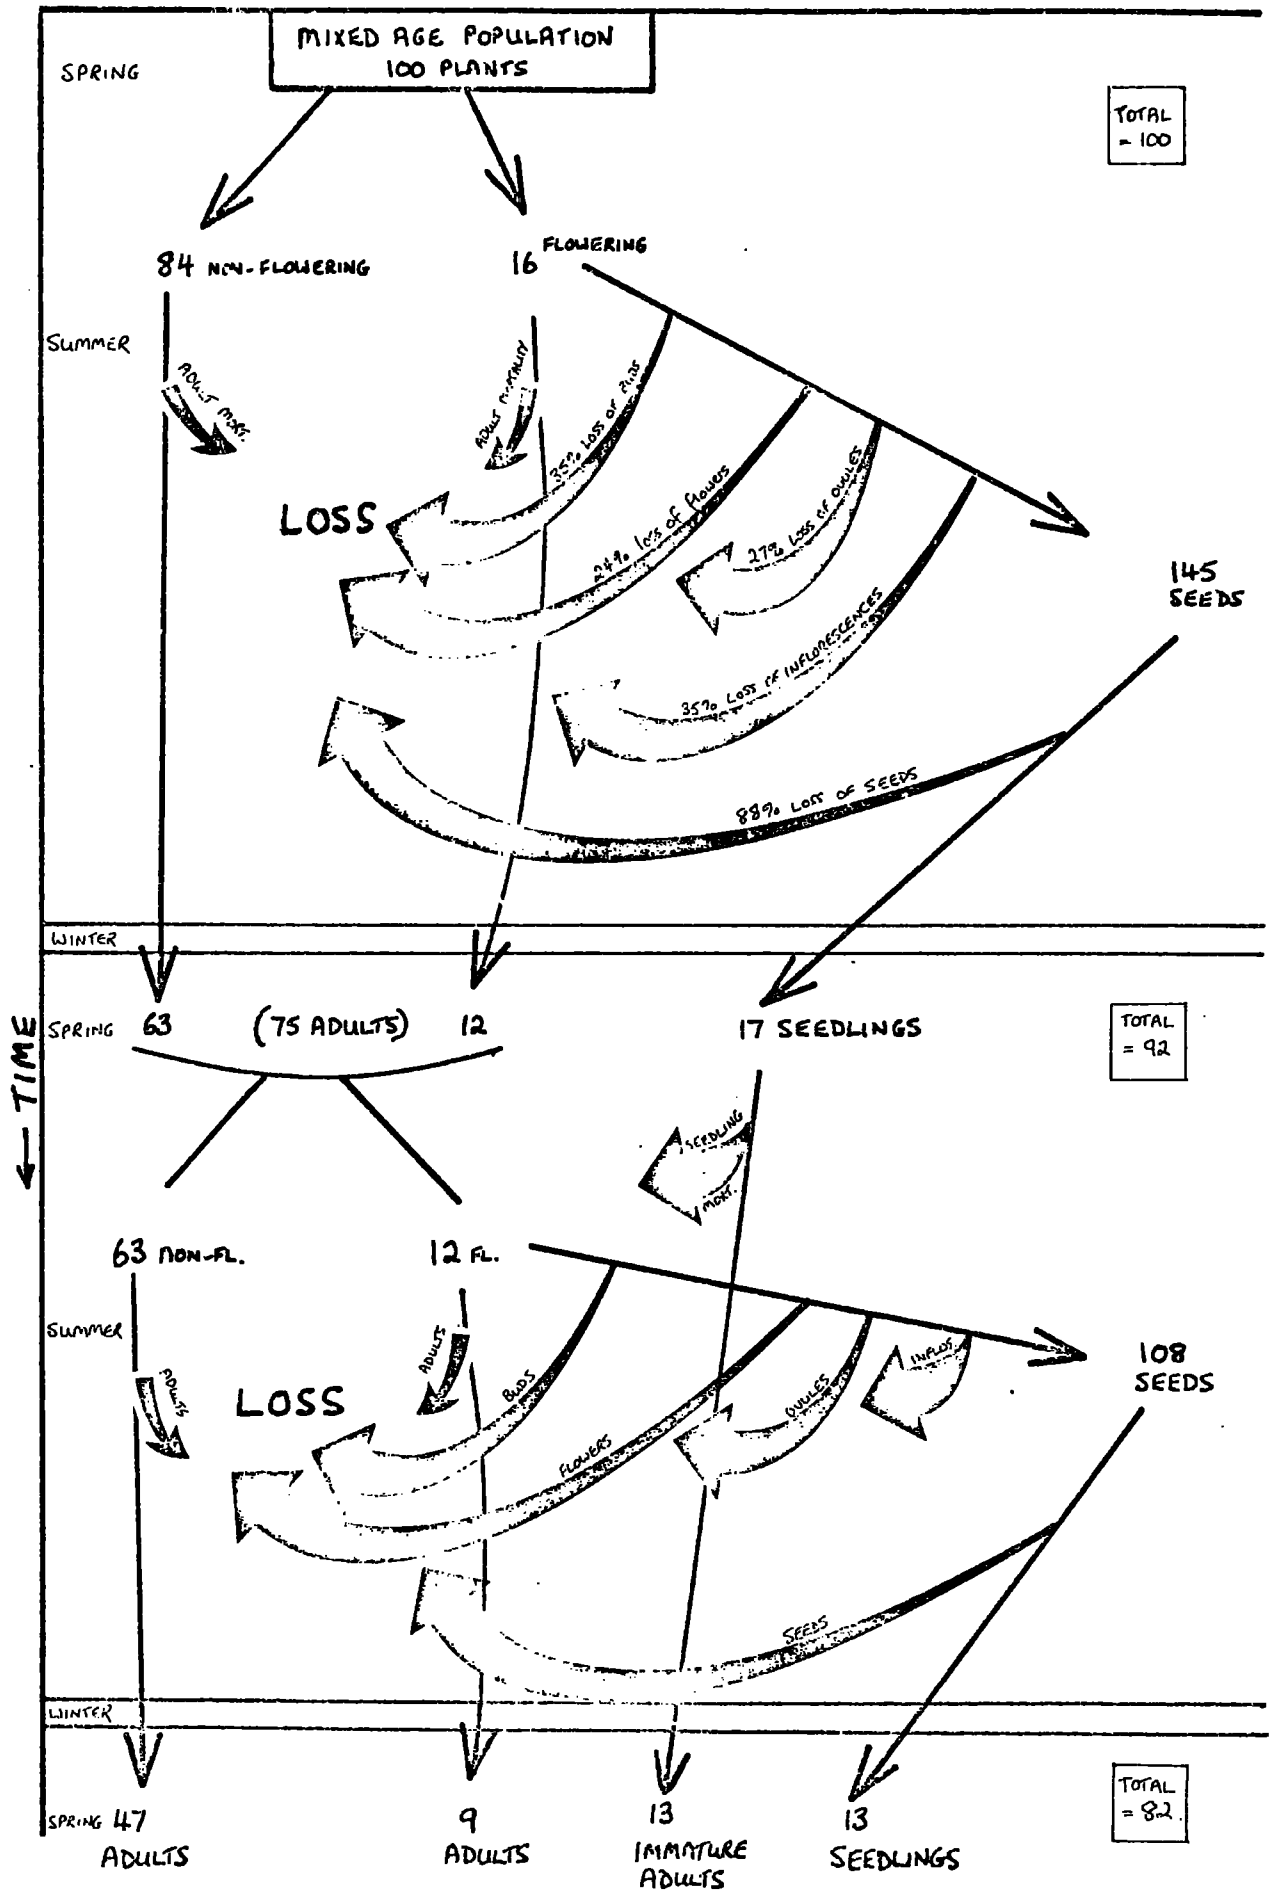 MIXED AGE POPULATION
100 PLANTS
SPRING
TOTAL
= 100
84 NON-FLOWERING
16 FLOWERING
SUMMER
ADULT MORT.
ADULT MORTALITY
35% LOSS OF BUDS
24% loss of flowers
27% LOSS OF OVULES
35% LOSS OF INFLORESCENCES
LOSS
145
SEEDS
88% LOSS OF SEEDS
WINTER
← TIME
SPRING 63 (75 ADULTS) 12 17 SEEDLINGS
TOTAL
= 92
SEEDLING
MORT.
63 NON-FL. 12 FL.
SUMMER
ADULTS
ADULTS
BUDS
FLOWERS
OVULES
INFLOS.
LOSS
108
SEEDS
SEEDS
WINTER
SPRING 47
ADULTS
9
ADULTS
13
IMMATURE
ADULTS
13
SEEDLINGS
TOTAL
= 82.